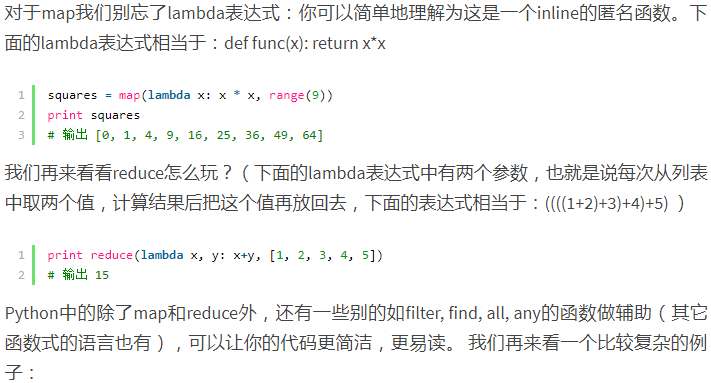 对于map我们别忘了lambda表达式：你可以简单地理解为这是一个inline的匿名函数。下
面的lambda表达式相当于：def func(x): return x*x
1 squares = map(lambda x: x * x, range(9))
2 print squares
3 # 输出 [0, 1, 4, 9, 16, 25, 36, 49, 64]
我们再来看看reduce怎么玩？（下面的lambda表达式中有两个参数，也就是说每次从列表
中取两个值，计算结果后把这个值再放回去，下面的表达式相当于：((((1+2)+3)+4)+5) ）
1 print reduce(lambda x, y: x+y, [1, 2, 3, 4, 5])
2 # 输出 15
Python中的除了map和reduce外，还有一些别的如filter, find, all, any的函数做辅助（其它
函数式的语言也有），可以让你的代码更简洁，更易读。 我们再来看一个比较复杂的例
子：